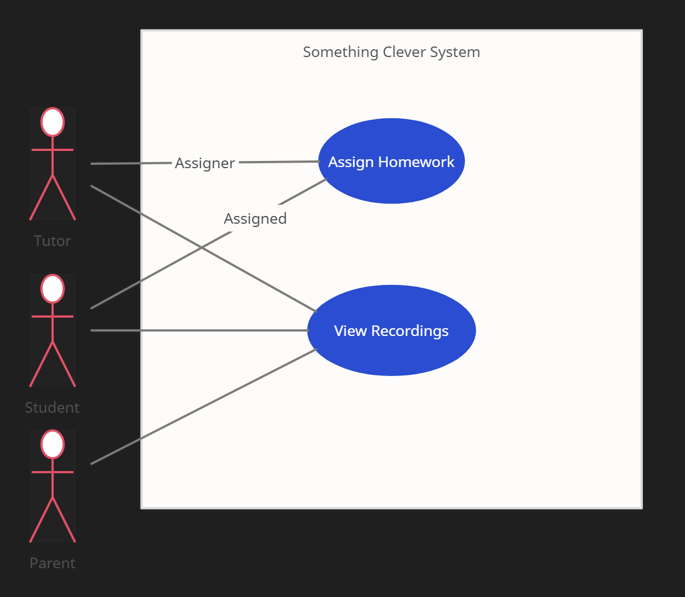 Something Clever System
Assigner
Assign Homework
Assigned
Tutor
View Recordings
Student
Parent